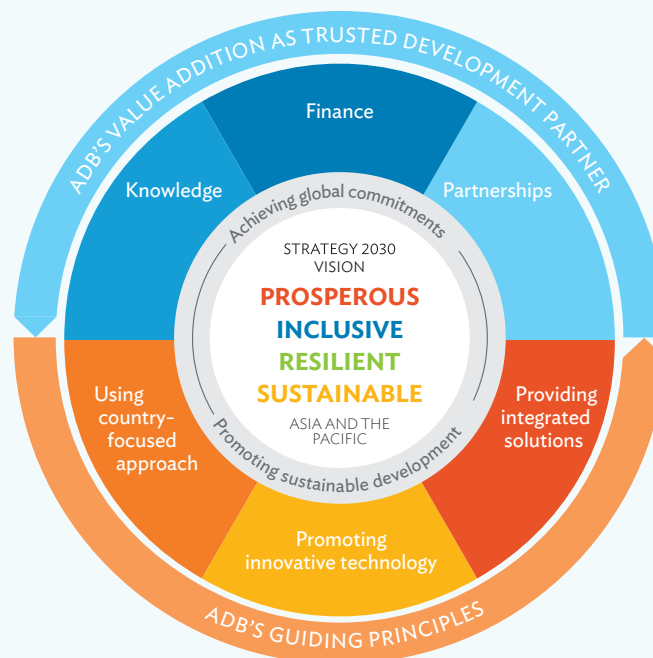 ADB'S VALUE ADDITION AS TRUSTED DEVELOPMENT PARTNER
Finance
Knowledge
Partnerships
Achieving global commitments
STRATEGY 2030
VISION
PROSPEROUS
INCLUSIVE
RESILIENT
SUSTAINABLE
ASIA AND THE
PACIFIC
Promoting sustainable development
Using
country–
focused
approach
Providing
integrated
solutions
Promoting
innovative technology
ADB'S GUIDING PRINCIPLES